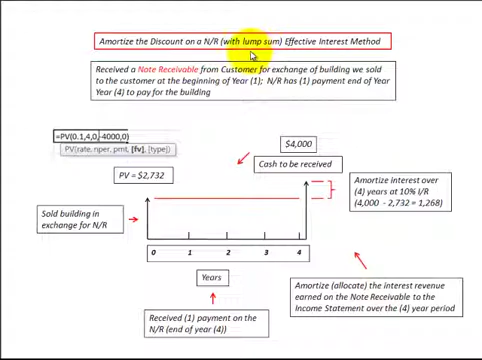 Amortize the Discount on a N/R (with lump sum) Effective Interest Method
Received a Note Receivable from Customer for exchange of building we sold
to the customer at the beginning of Year (1); N/R has (1) payment end of Year
Year (4) to pay for the building
=PV(0.1,4,0,-4000,0)
PV(rate, nper, pmt, [fv], [type])
$4,000
Cash to be received
PV = $2,732
Amortize interest over
(4) years at 10% I/R
(4,000 - 2,732 = 1,268)
Sold building in
exchange for N/R
0 1 2 3 4
Years
Amortize (allocate) the interest revenue
earned on the Note Receivable to the
Income Statement over the (4) year period
Received (1) payment on the
N/R (end of year (4))